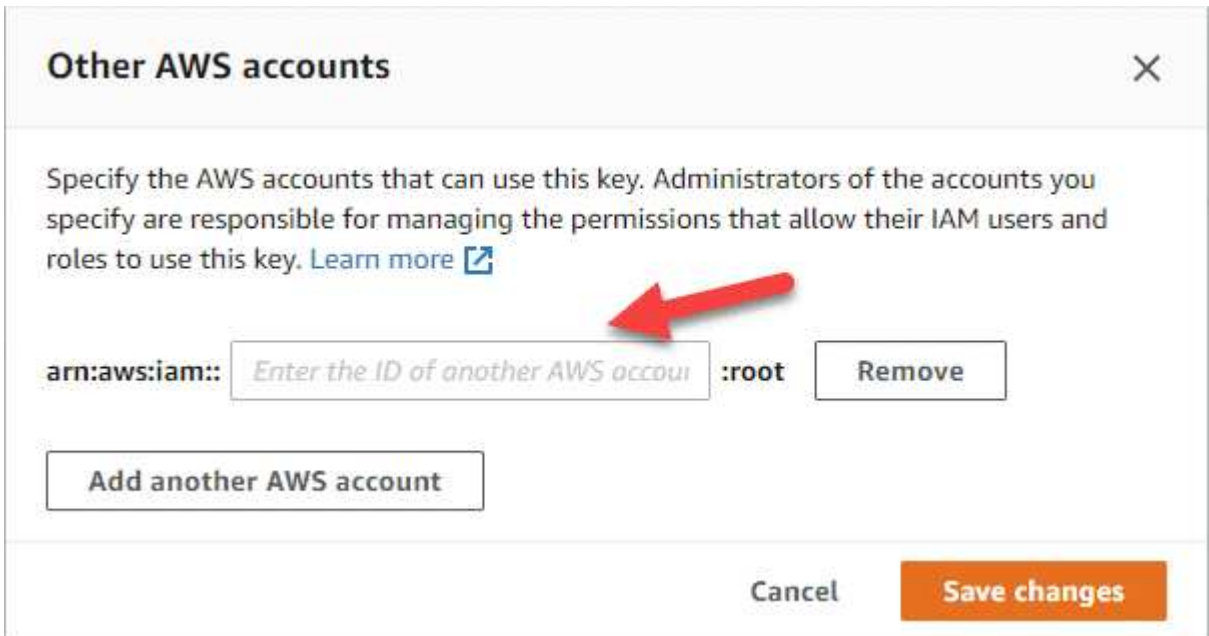 Other AWS accounts
Specify the AWS accounts that can use this key. Administrators of the accounts you
specify are responsible for managing the permissions that allow their IAM users and
roles to use this key. Learn more
arn:aws:iam:: Enter the ID of another AWS accou :root Remove
Add another AWS account
Cancel Save changes